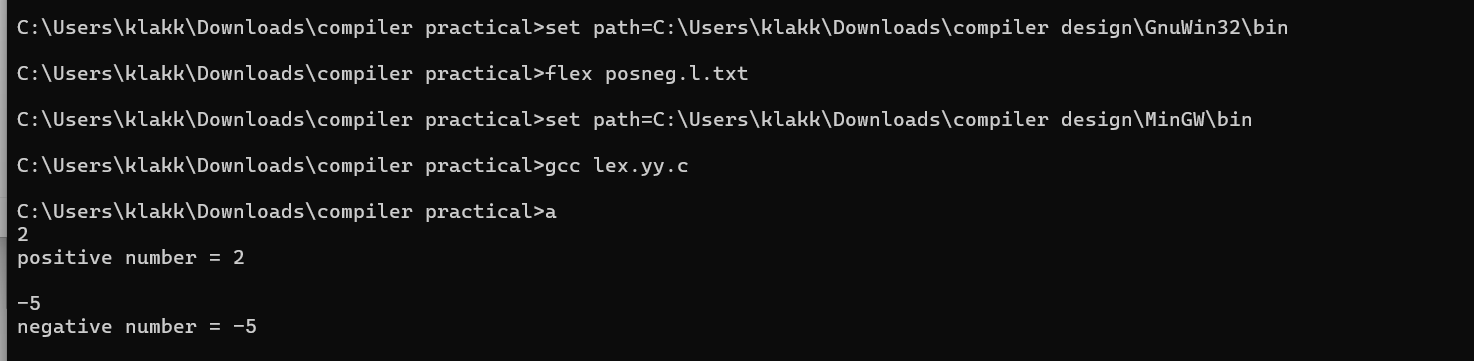 C:\Users\klakk\Downloads\compiler practical>set path=C:\Users\klakk\Downloads\compiler design\GnuWin32\bin
C:\Users\klakk\Downloads\compiler practical>flex posneg.l.txt
C:\Users\klakk\Downloads\compiler practical>set path=C:\Users\klakk\Downloads\compiler design\MinGW\bin
C:\Users\klakk\Downloads\compiler practical>gcc lex.yy.c
C:\Users\klakk\Downloads\compiler practical>a
2
positive number = 2
-5
negative number = -5